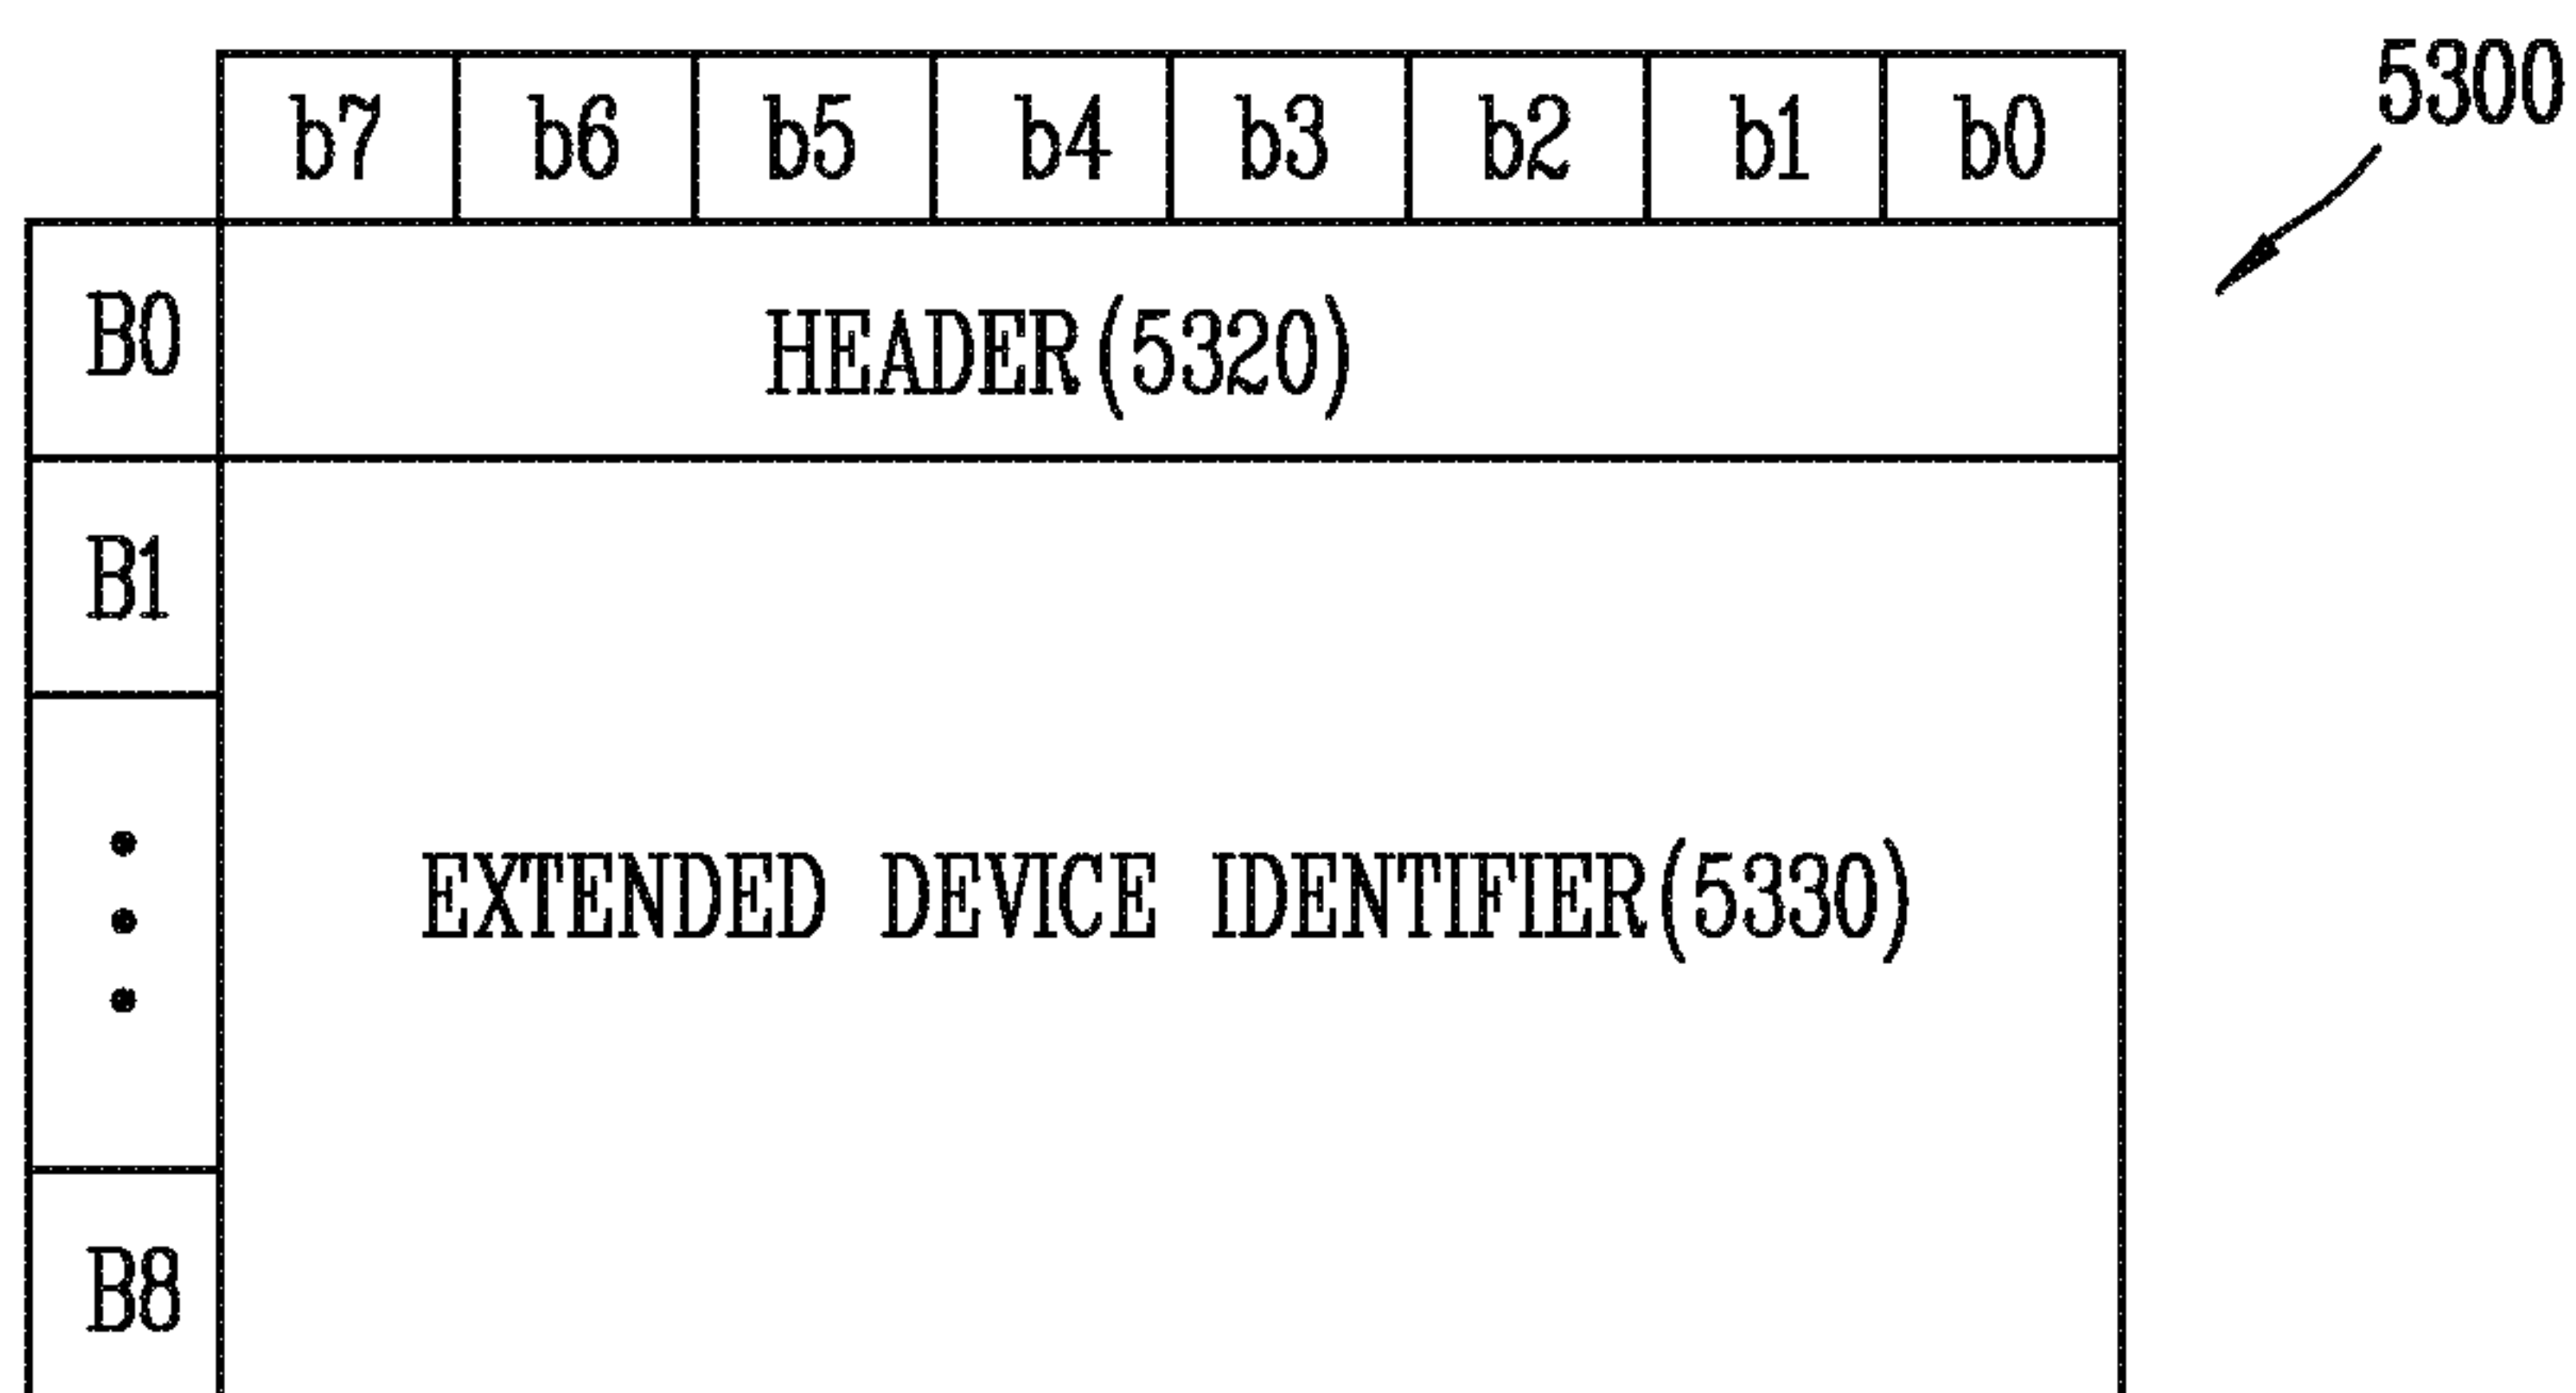 5300
b7 b6 b5 b4 b3 b2 b1 b0
B0 HEADER(5320)
B1
EXTENDED DEVICE IDENTIFIER(5330)
B8